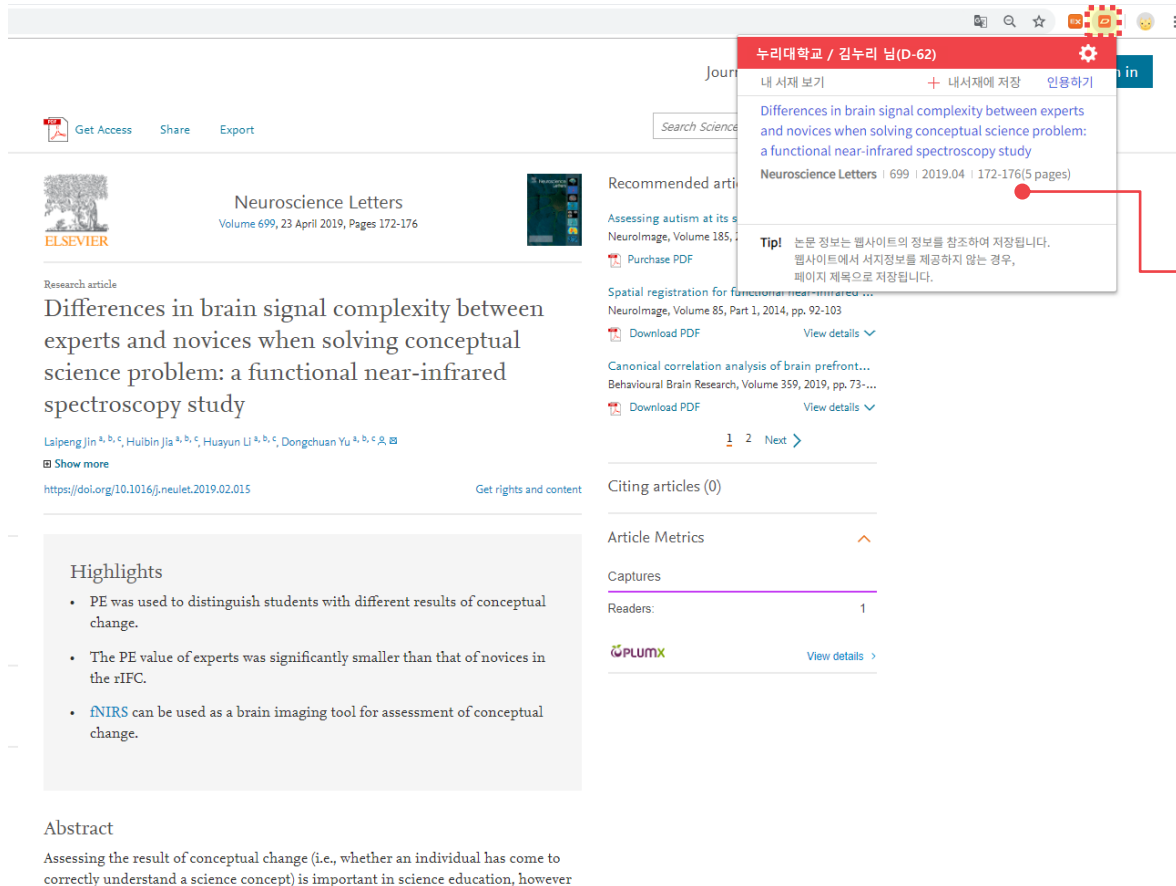 EX
누리대학교 / 김누리 님(D-62)
내 서재 보기
+ 내서재에 저장
인용하기
Differences in brain signal complexity between experts
and novices when solving conceptual science problem:
a functional near-infrared spectroscopy study
Neuroscience Letters | 699 | 2019.04 | 172-176(5 pages)
Tip! 논문 정보는 웹사이트의 정보를 참조하여 저장됩니다.
웹사이트에서 서지정보를 제공하지 않는 경우,
페이지 제목으로 저장됩니다.
Jour
in
PDF
Get Access
Share
Export
Search Science
ELSEVIER
Neuroscience Letters
Volume 699, 23 April 2019, Pages 172-176
Research article
Differences in brain signal complexity between
experts and novices when solving conceptual
science problem: a functional near-infrared
spectroscopy study
Laipeng Jin a, b, c, Huibin Jia a, b, c, Huayun Li a, b, c, Dongchuan Yu a, b, c
Show more
https://doi.org/10.1016/j.neulet.2019.02.015
Get rights and content
Highlights
• PE was used to distinguish students with different results of conceptual
change.
• The PE value of experts was significantly smaller than that of novices in
the rIFC.
• fNIRS can be used as a brain imaging tool for assessment of conceptual
change.
Abstract
Assessing the result of conceptual change (i.e., whether an individual has come to
correctly understand a science concept) is important in science education, however
Recommended arti
Assessing autism at its s
NeuroImage, Volume 185,
Purchase PDF
Spatial registration for functional near-infrared ...
NeuroImage, Volume 85, Part 1, 2014, pp. 92-103
Download PDF
View details
Canonical correlation analysis of brain prefront...
Behavioural Brain Research, Volume 359, 2019, pp. 73-...
Download PDF
View details
1 2 Next
Citing articles (0)
Article Metrics
Captures
Readers: 1
PLUMX
View details